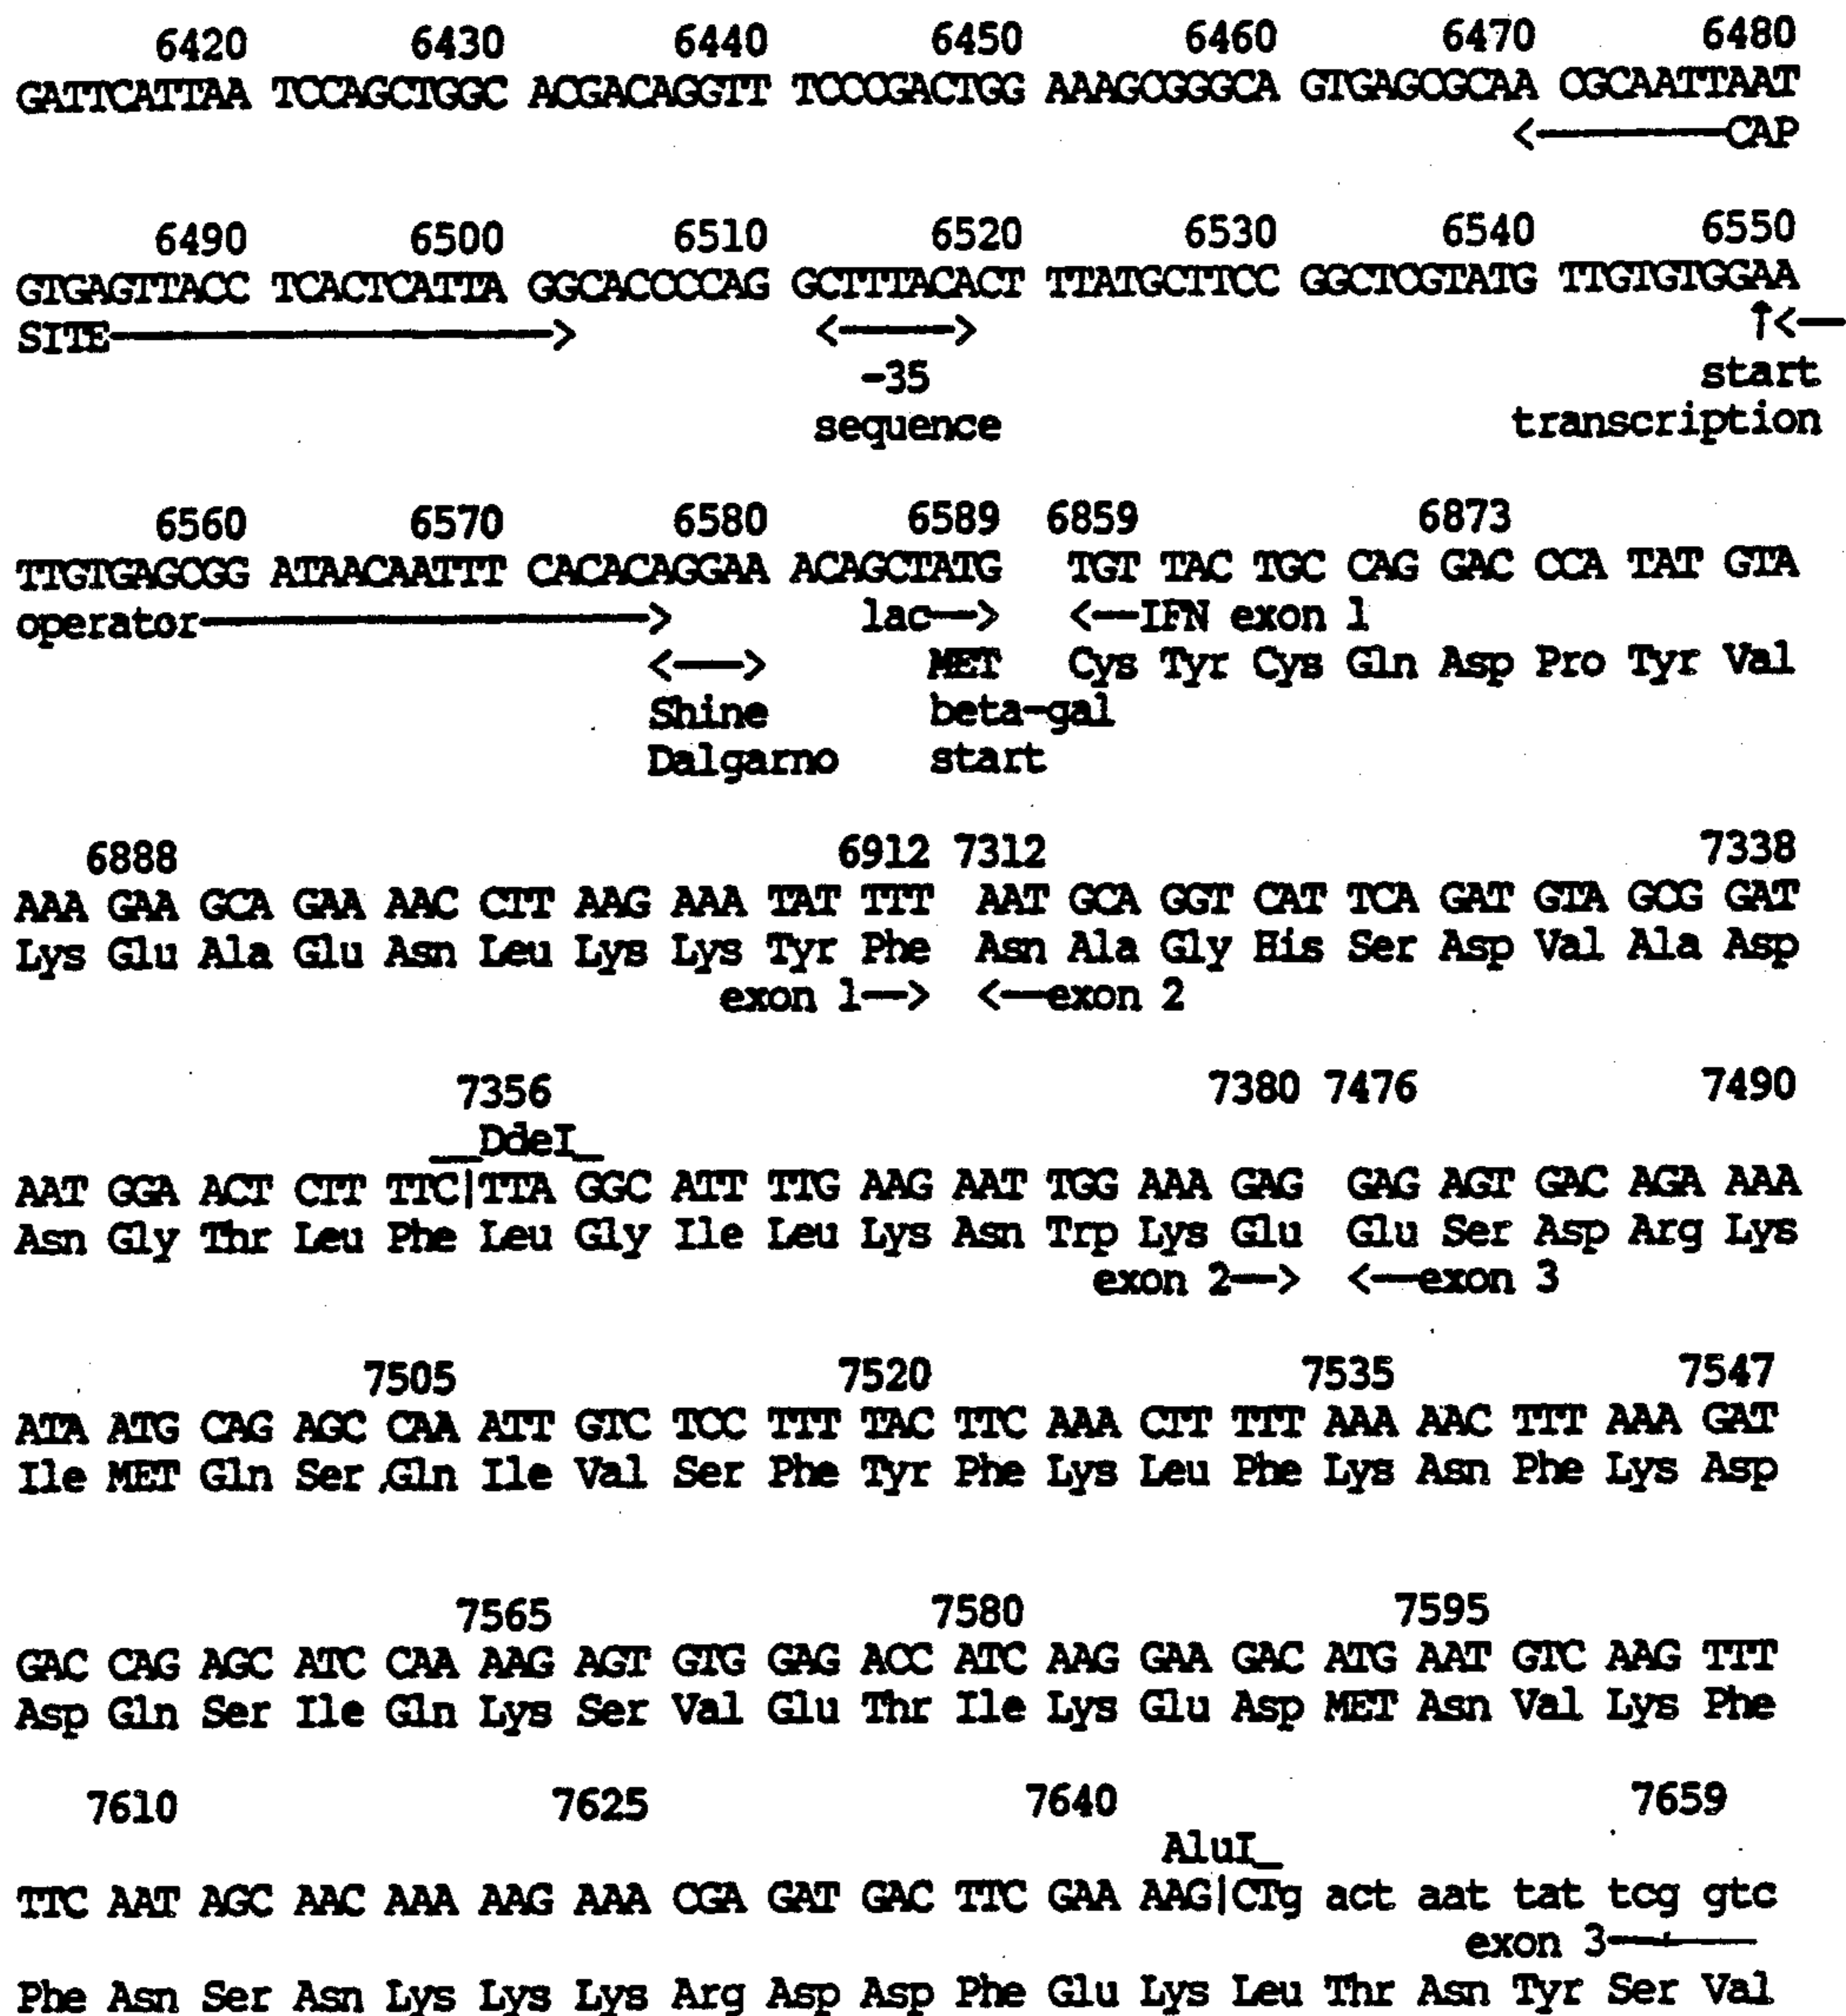 6420 6430 6440 6450 6460 6470 6480
GATTCATTAA TCCAGCTGGC ACGACAGGTT TCCCGACTGG AAAGCGGGCA GTGAGCGCAA CGCAATTAAT
<——CAP
6490 6500 6510 6520 6530 6540 6550
GTGAGTTACC TCACTCATTA GGCACCCCAG GCTTTACACT TTATGCTTCC GGCTCGTATG TTGTGTGGAA
SITE——> <——> ↑<—
-35 start
sequence transcription
6560 6570 6580 6589 6859 6873
TTGTGAGCGG ATAACAATTT CACACAGGAA ACAGCTATG TGT TAC TGC CAG GAC CCA TAT GTA
operator——> lac—> <—IFN exon 1
<—> MET Cys Tyr Cys Gln Asp Pro Tyr Val
Shine beta-gal
Dalgarno start
6888 6912 7312 7338
AAA GAA GCA GAA AAC CTT AAG AAA TAT TTT AAT GCA GGT CAT TCA GAT GTA GCG GAT
Lys Glu Ala Glu Asn Leu Lys Lys Tyr Phe Asn Ala Gly His Ser Asp Val Ala Asp
exon 1—> <—exon 2
7356 7380 7476 7490
__DdeI_
AAT GGA ACT CTT TTC|TTA GGC ATT TTG AAG AAT TGG AAA GAG GAG AGT GAC AGA AAA
Asn Gly Thr Leu Phe Leu Gly Ile Leu Lys Asn Trp Lys Glu Glu Ser Asp Arg Lys
exon 2—> <—exon 3
7505 7520 7535 7547
ATA ATG CAG AGC CAA ATT GTC TCC TTT TAC TTC AAA CTT TTT AAA AAC TTT AAA GAT
Ile MET Gln Ser Gln Ile Val Ser Phe Tyr Phe Lys Leu Phe Lys Asn Phe Lys Asp
7565 7580 7595
GAC CAG AGC ATC CAA AAG AGT GTG GAG ACC ATC AAG GAA GAC ATG AAT GTC AAG TTT
Asp Gln Ser Ile Gln Lys Ser Val Glu Thr Ile Lys Glu Asp MET Asn Val Lys Phe
7610 7625 7640 7659
AluI_
TTC AAT AGC AAC AAA AAG AAA CGA GAT GAC TTC GAA AAG|CTg act aat tat tcg gtc
exon 3——
Phe Asn Ser Asn Lys Lys Lys Arg Asp Asp Phe Glu Lys Leu Thr Asn Tyr Ser Val